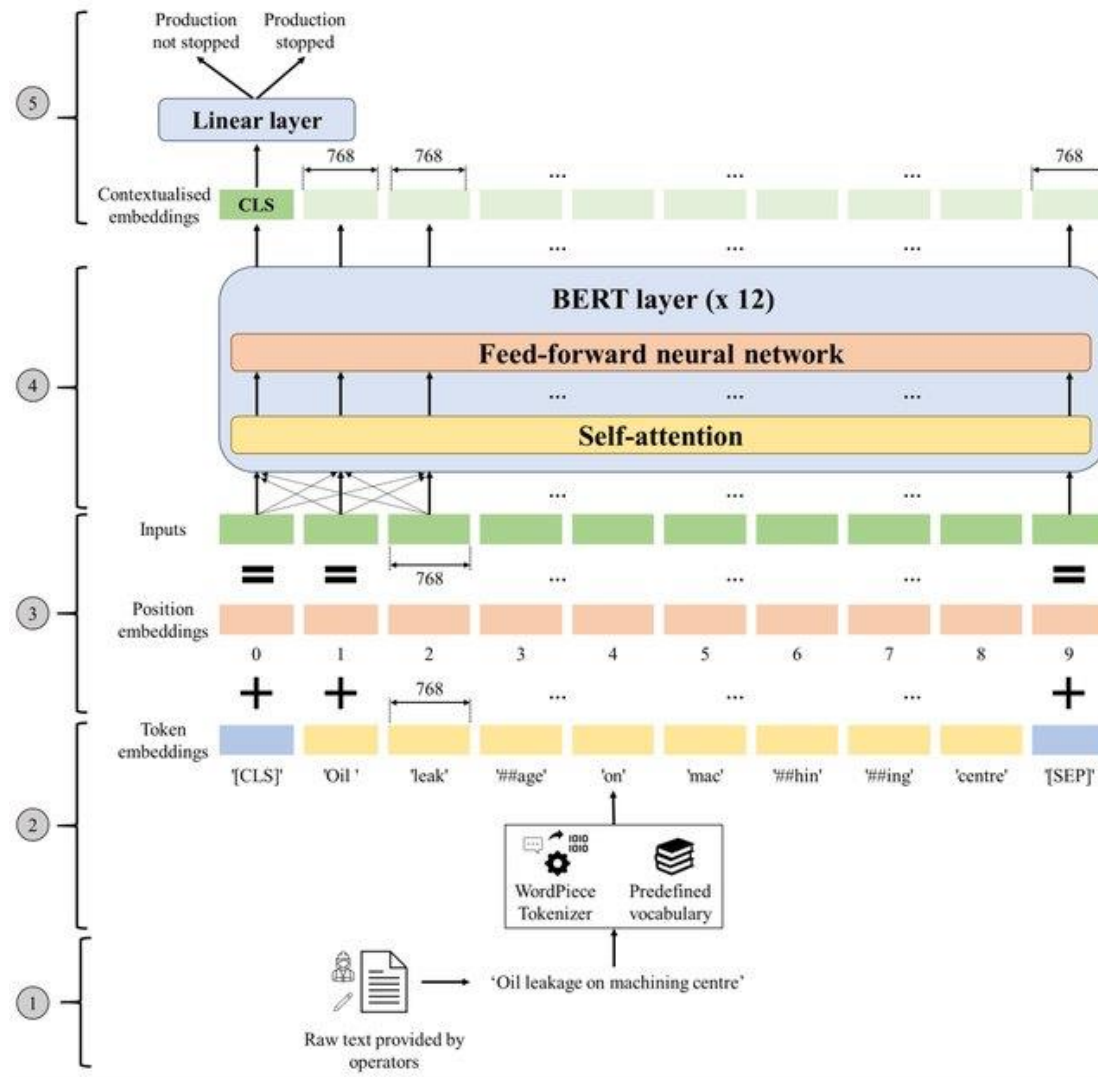 Production not stopped
Production stopped
5
Linear layer
768
768
...
...
...
768
Contextualised embeddings
CLS
...
...
...
BERT layer (x 12)
Feed-forward neural network
4
...
...
...
Self-attention
...
...
...
Inputs
768
...
...
...
3
Position embeddings
0 1 2 3 4 5 6 7 8 9
768
...
...
...
Token embeddings
'[CLS]' 'Oil ' 'leak' '##age' 'on' 'mac' '##hin' '##ing' 'centre' '[SEP]'
2
1010
1010
WordPiece Tokenizer
Predefined vocabulary
1
'Oil leakage on machining centre'
Raw text provided by operators